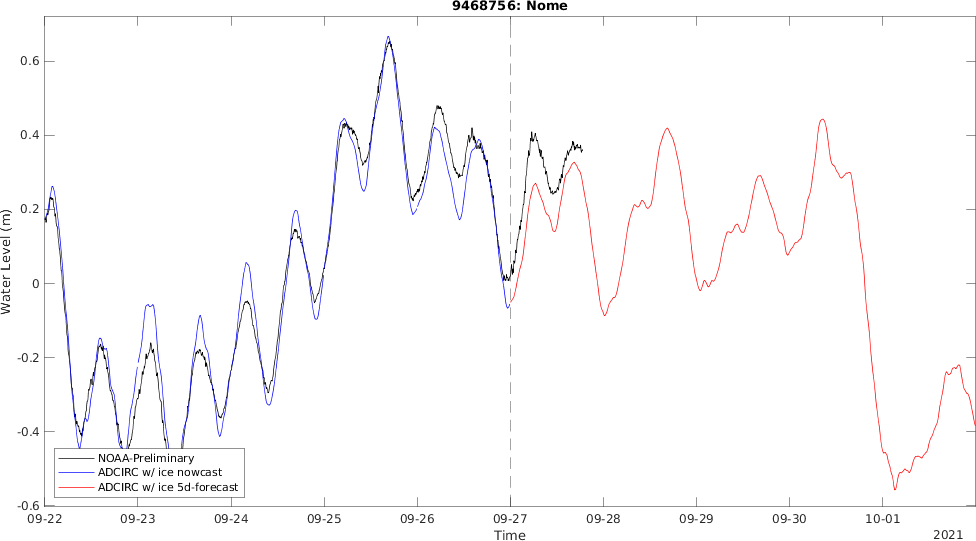 9468756: Nome
Water Level (m)
0.6
0.4
0.2
0
-0.2
-0.4
-0.6
NOAA-Preliminary
ADCIRC w/ ice nowcast
ADCIRC w/ ice 5d-forecast
09-22 09-23 09-24 09-25 09-26 09-27 09-28 09-29 09-30 10-01
Time
2021